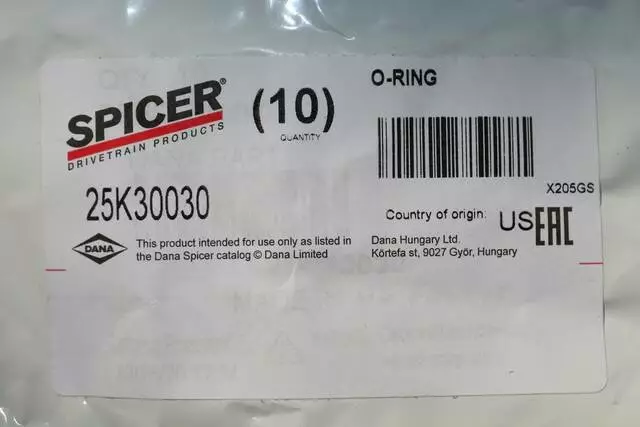 SPICER®
DRIVETRAIN PRODUCTS
(10)
QUANTITY
O-RING
X205GS
25K30030
Country of origin: US
EAC
DANA
This product intended for use only as listed in
the Dana Spicer catalog © Dana Limited
Dana Hungary Ltd.
Körtefa st, 9027 Győr, Hungary